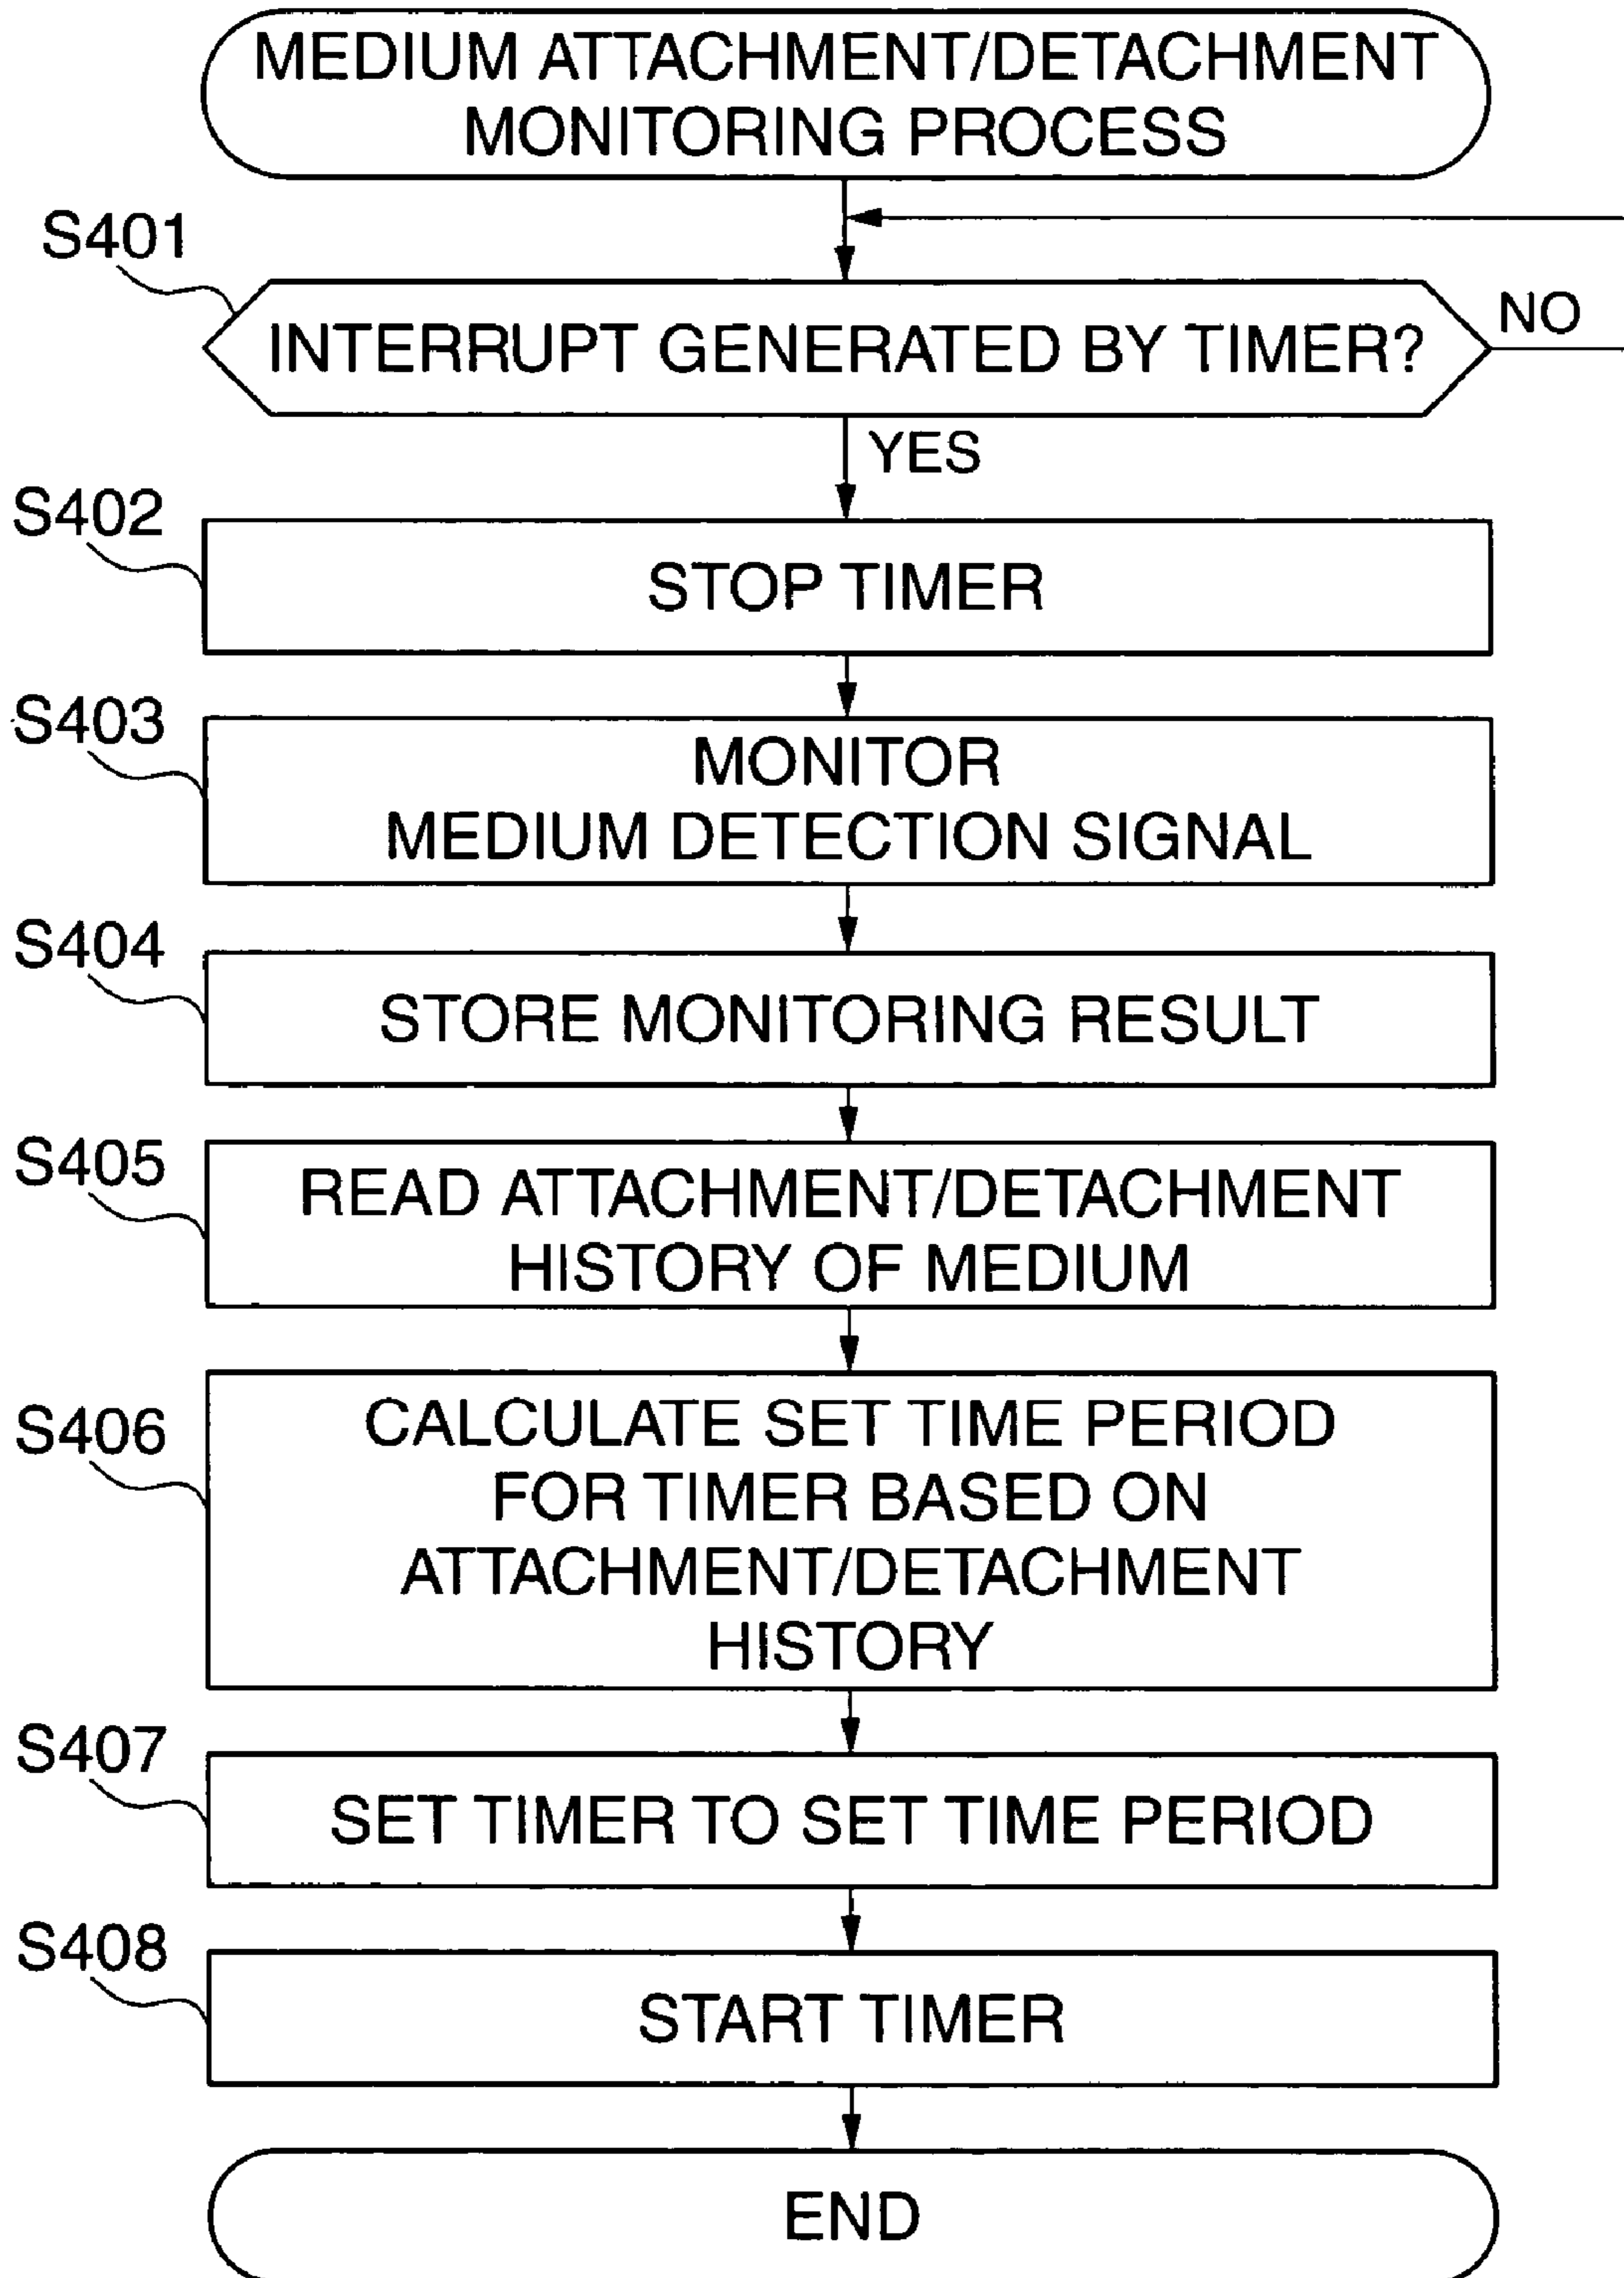 MEDIUM ATTACHMENT/DETACHMENT
MONITORING PROCESS
S401
INTERRUPT GENERATED BY TIMER?
NO
YES
S402
STOP TIMER
S403
MONITOR
MEDIUM DETECTION SIGNAL
S404
STORE MONITORING RESULT
S405
READ ATTACHMENT/DETACHMENT
HISTORY OF MEDIUM
S406
CALCULATE SET TIME PERIOD
FOR TIMER BASED ON
ATTACHMENT/DETACHMENT
HISTORY
S407
SET TIMER TO SET TIME PERIOD
S408
START TIMER
END